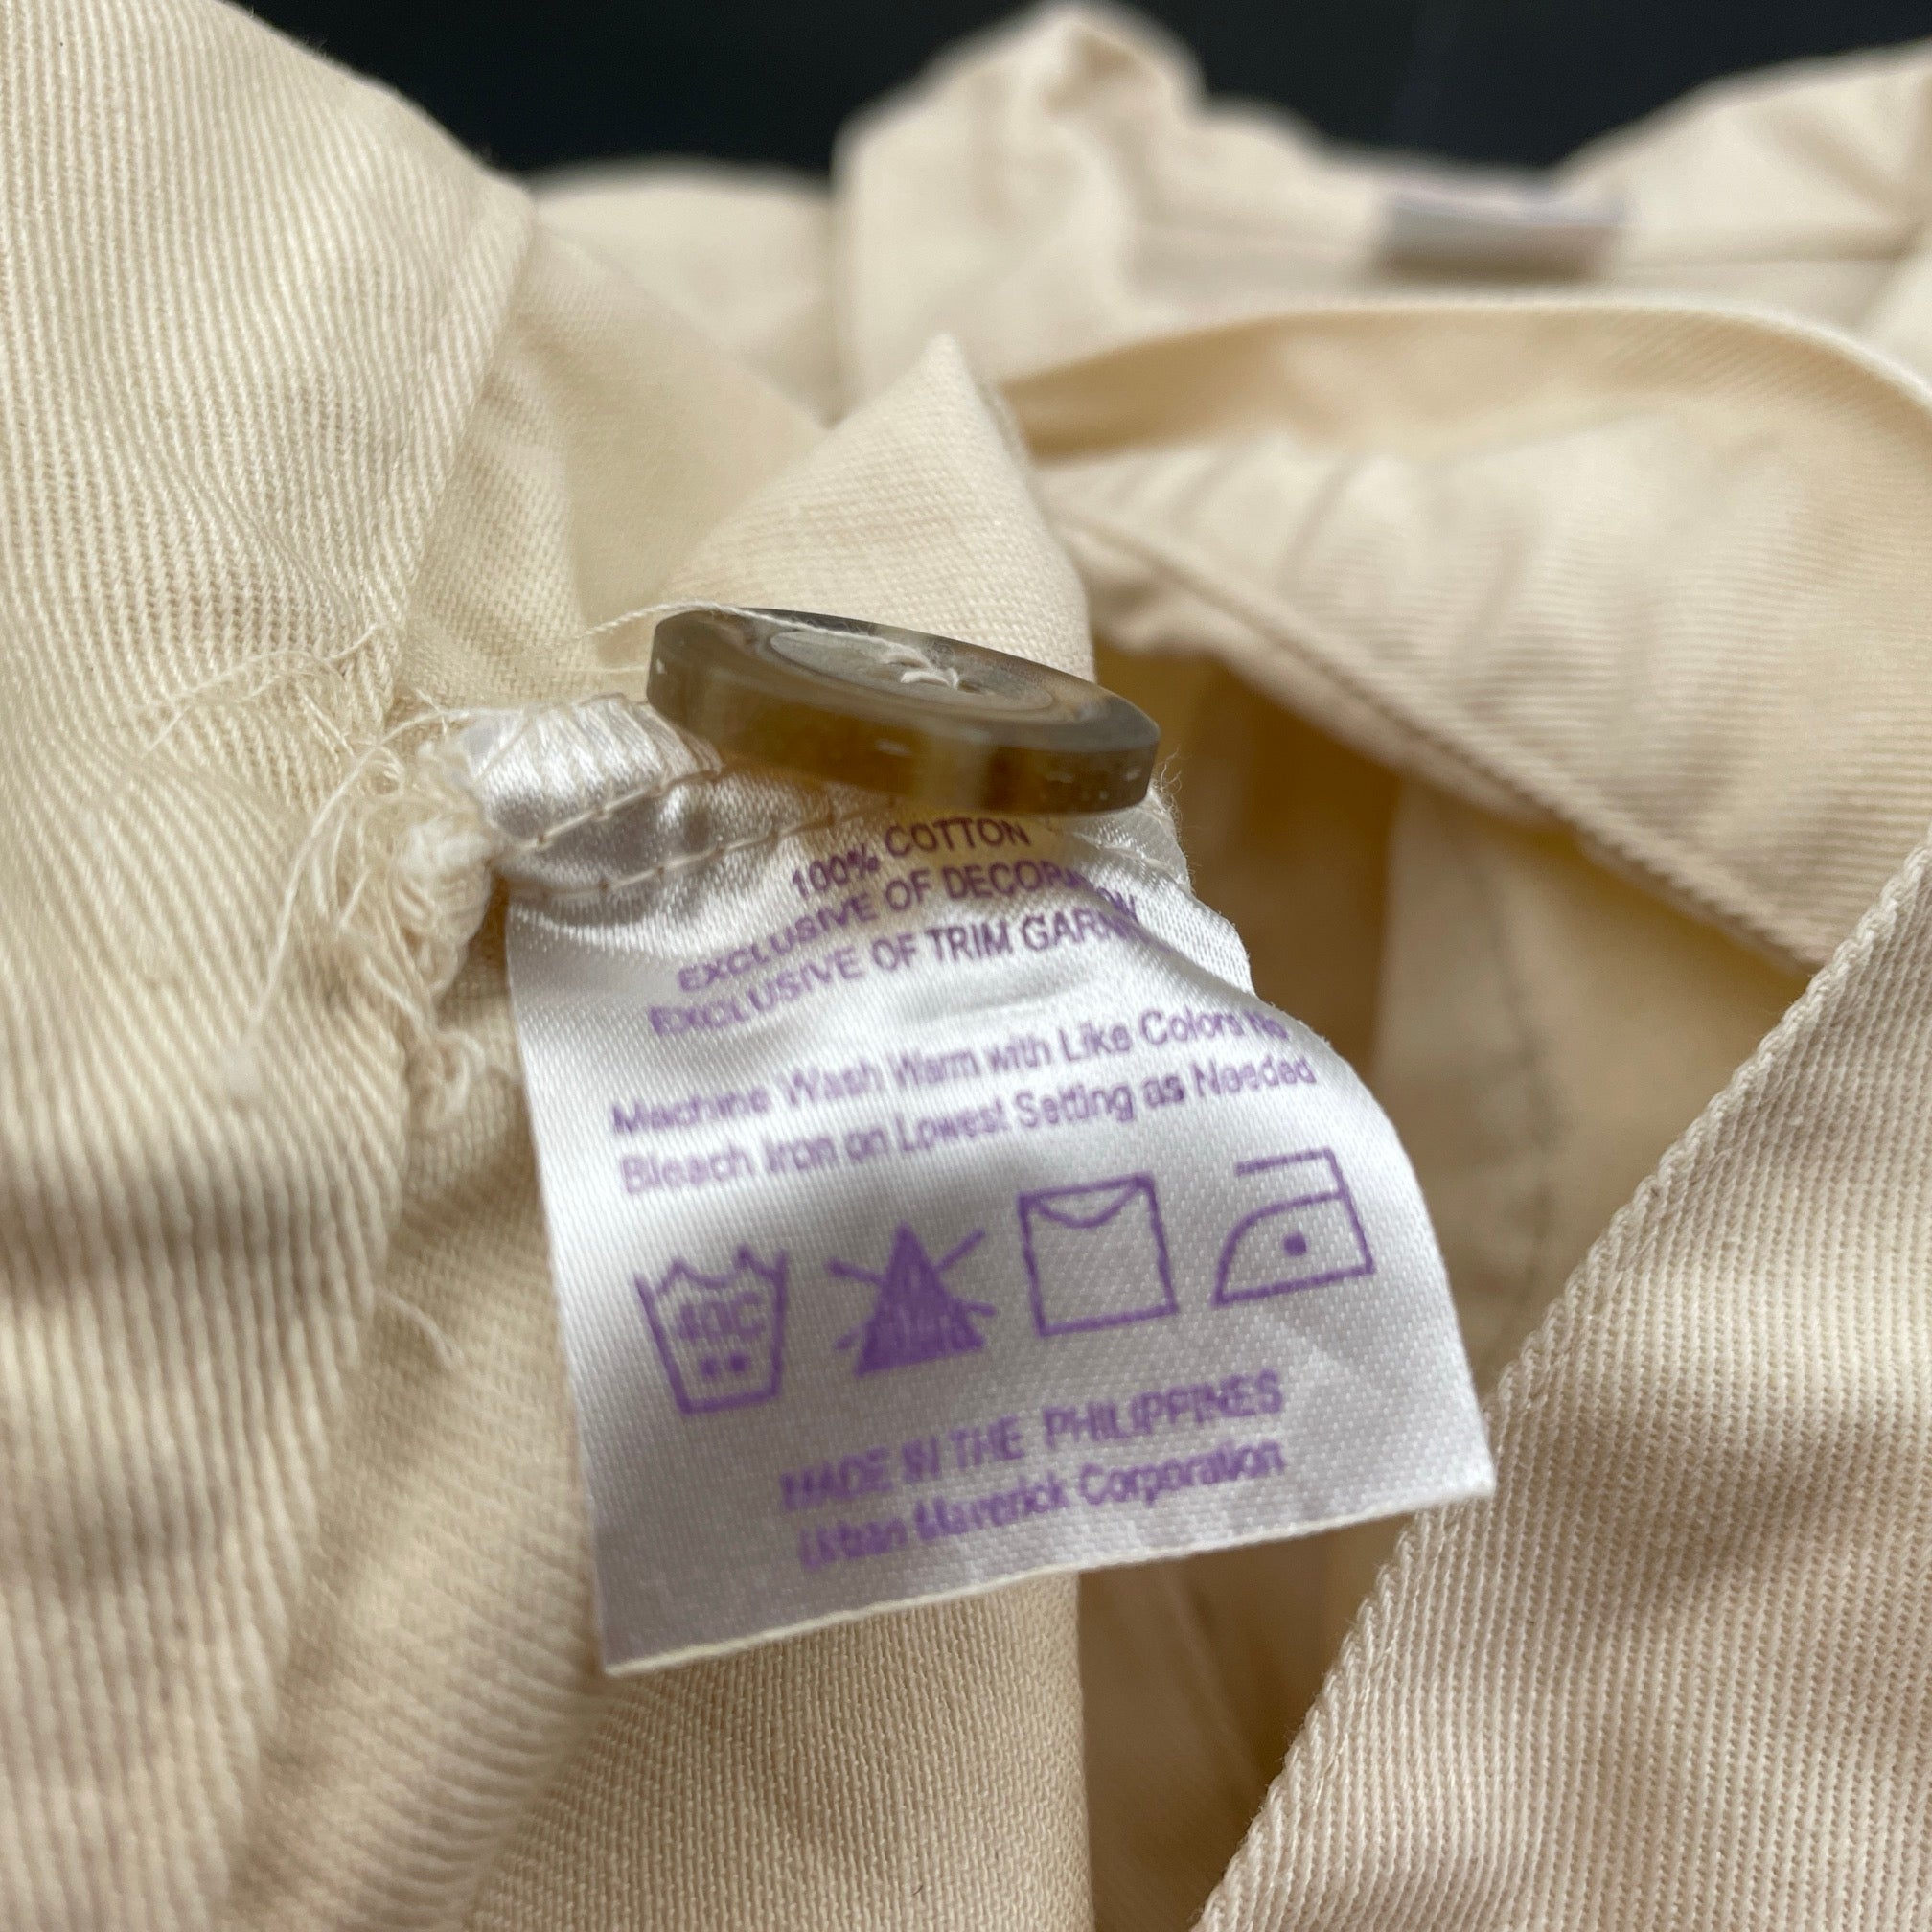 100% COTTON
EXCLUSIVE OF DECORATION
EXCLUSIVE OF TRIM GARMENT
Machine Wash Warm with Like Colors No
Bleach Iron on Lowest Setting as Needed
40C
MADE IN THE PHILIPPINES
Urban Maverick Corporation